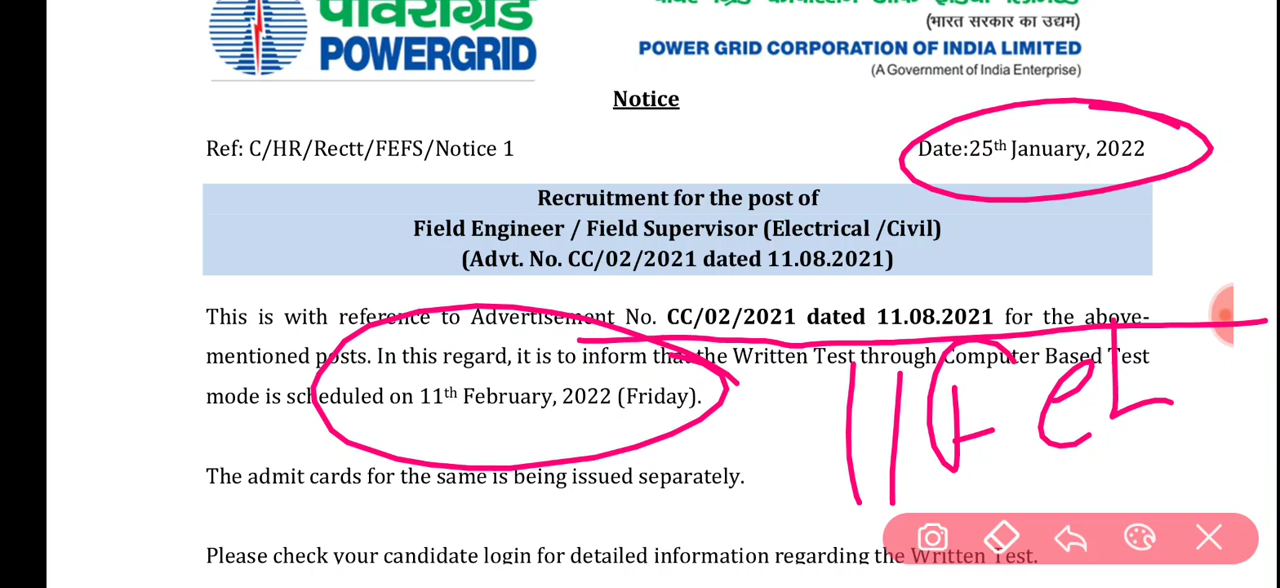 पावरग्रिड
POWERGRID
(भारत सरकार का उद्यम)
POWER GRID CORPORATION OF INDIA LIMITED
(A Government of India Enterprise)
Notice
Ref: C/HR/Rectt/FEFS/Notice 1
Date:25th January, 2022
Recruitment for the post of
Field Engineer / Field Supervisor (Electrical /Civil)
(Advt. No. CC/02/2021 dated 11.08.2021)
This is with reference to Advertisement No. CC/02/2021 dated 11.08.2021 for the above-
mentioned posts. In this regard, it is to inform that the Written Test through Computer Based Test
mode is scheduled on 11th February, 2022 (Friday).
11 Feb
The admit cards for the same is being issued separately.
Please check your candidate login for detailed information regarding the Written Test.